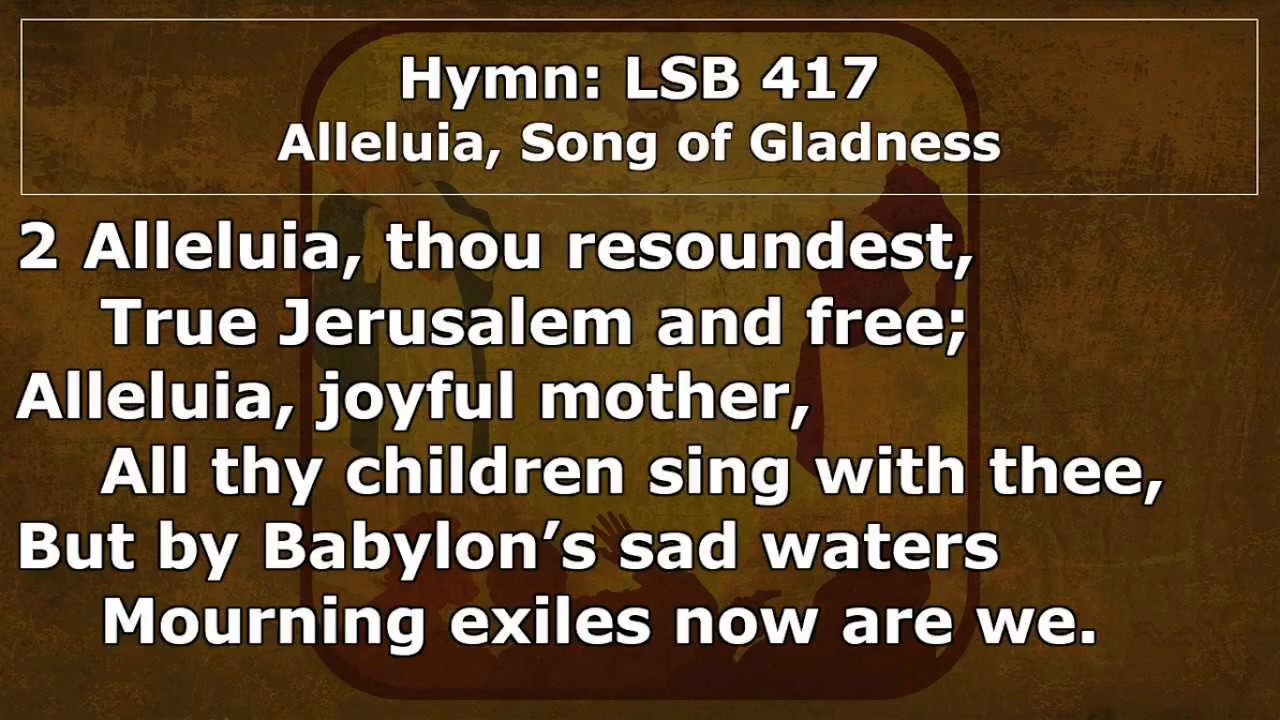 Hymn: LSB 417
Alleluia, Song of Gladness
2 Alleluia, thou resoundest,
True Jerusalem and free;
Alleluia, joyful mother,
All thy children sing with thee,
But by Babylon’s sad waters
Mourning exiles now are we.